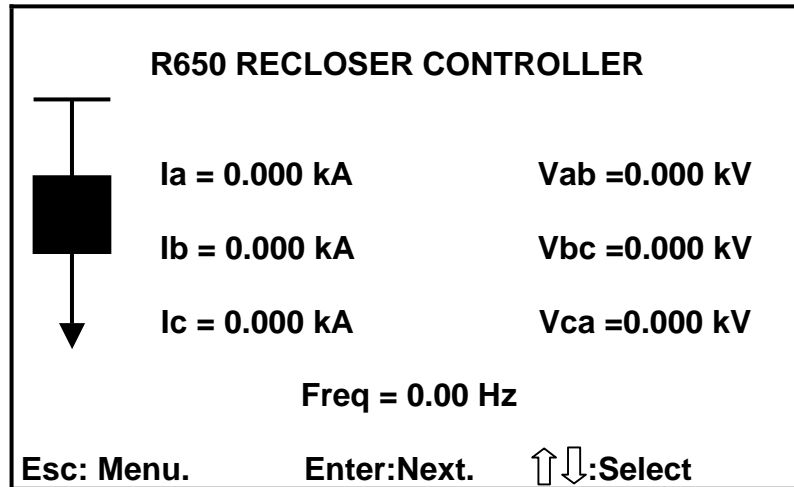 R650 RECLOSER CONTROLLER
Ia = 0.000 kA Vab =0.000 kV
Ib = 0.000 kA Vbc =0.000 kV
Ic = 0.000 kA Vca =0.000 kV
Freq = 0.00 Hz
Esc: Menu. Enter:Next. ⇧⇩:Select